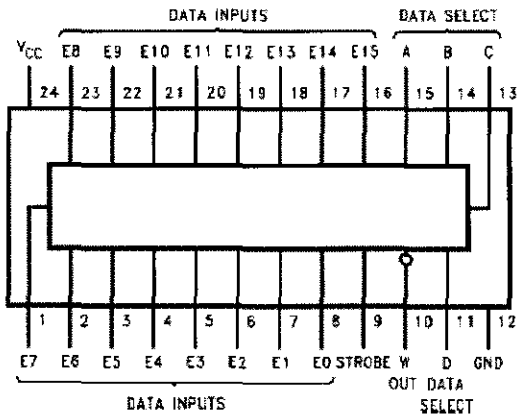 DATA INPUTS DATA SELECT
VCC E8 E9 E10 E11 E12 E13 E14 E15 A B C
24 23 22 21 20 19 18 17 16 15 14 13
1 2 3 4 5 6 7 8 9 10 11 12
E7 E6 E5 E4 E3 E2 E1 E0 STROBE W D GND
OUT DATA
DATA INPUTS SELECT